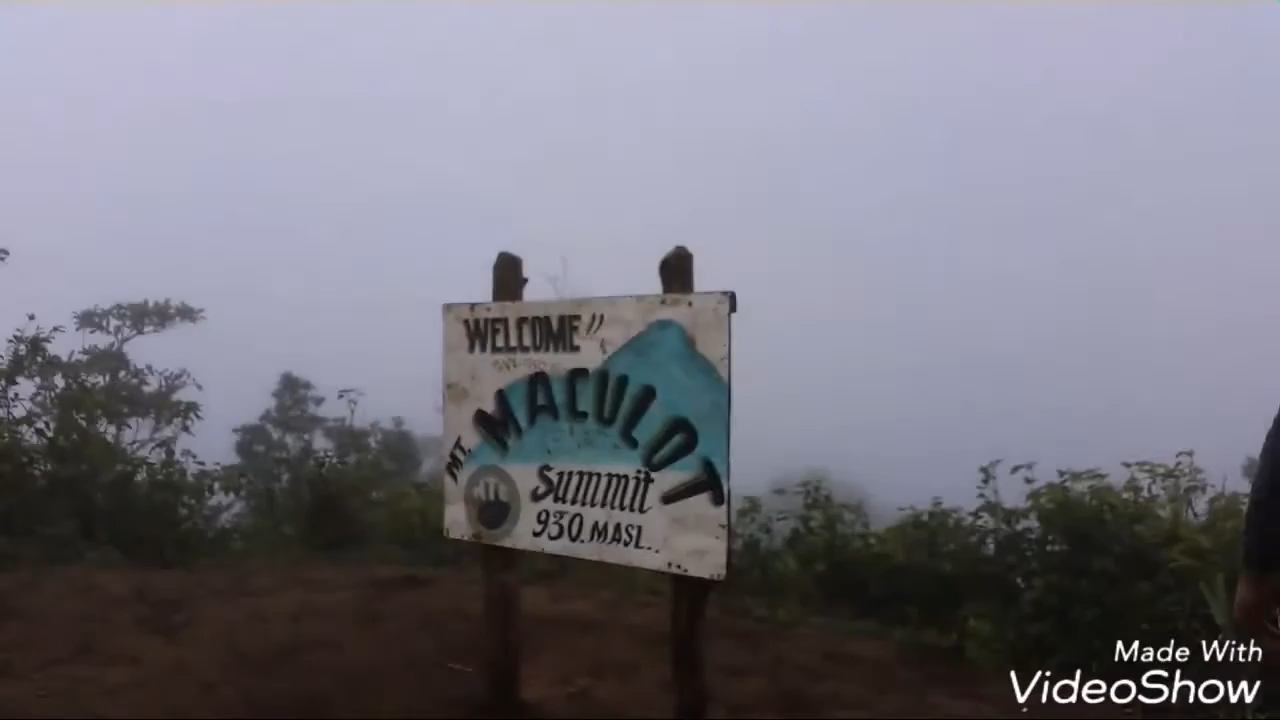 WELCOME"
MT. MACULOT
Summit
930. MASL..
Made With
VideoShow